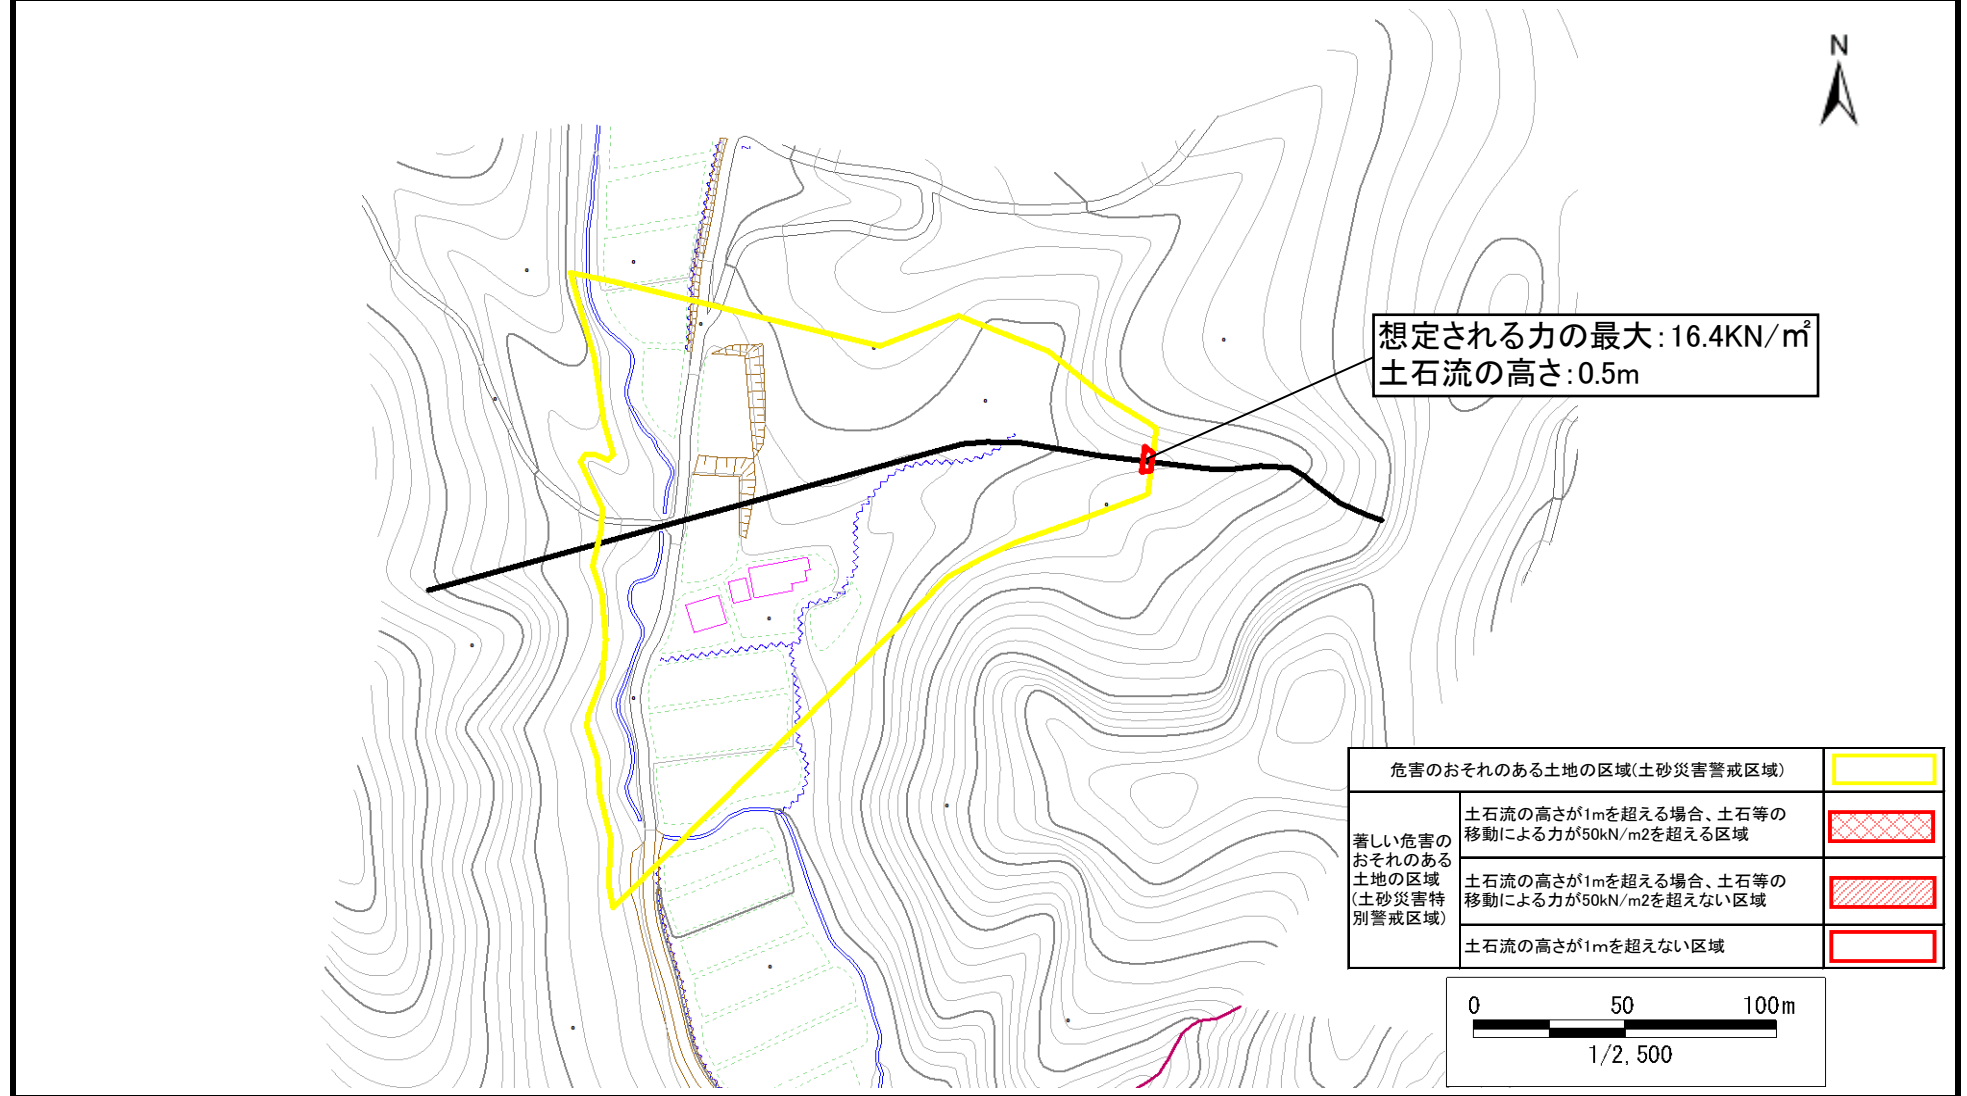 N
想定される力の最大:16.4KN/㎡
土石流の高さ:0.5m
危害のおそれのある土地の区域(土砂災害警戒区域)
著しい危害の
おそれのある
土地の区域
(土砂災害特
別警戒区域)
土石流の高さが1mを超える場合、土石等の
移動による力が50kN/m2を超える区域
土石流の高さが1mを超える場合、土石等の
移動による力が50kN/m2を超えない区域
土石流の高さが1mを超えない区域
0 50 100m
1/2,500